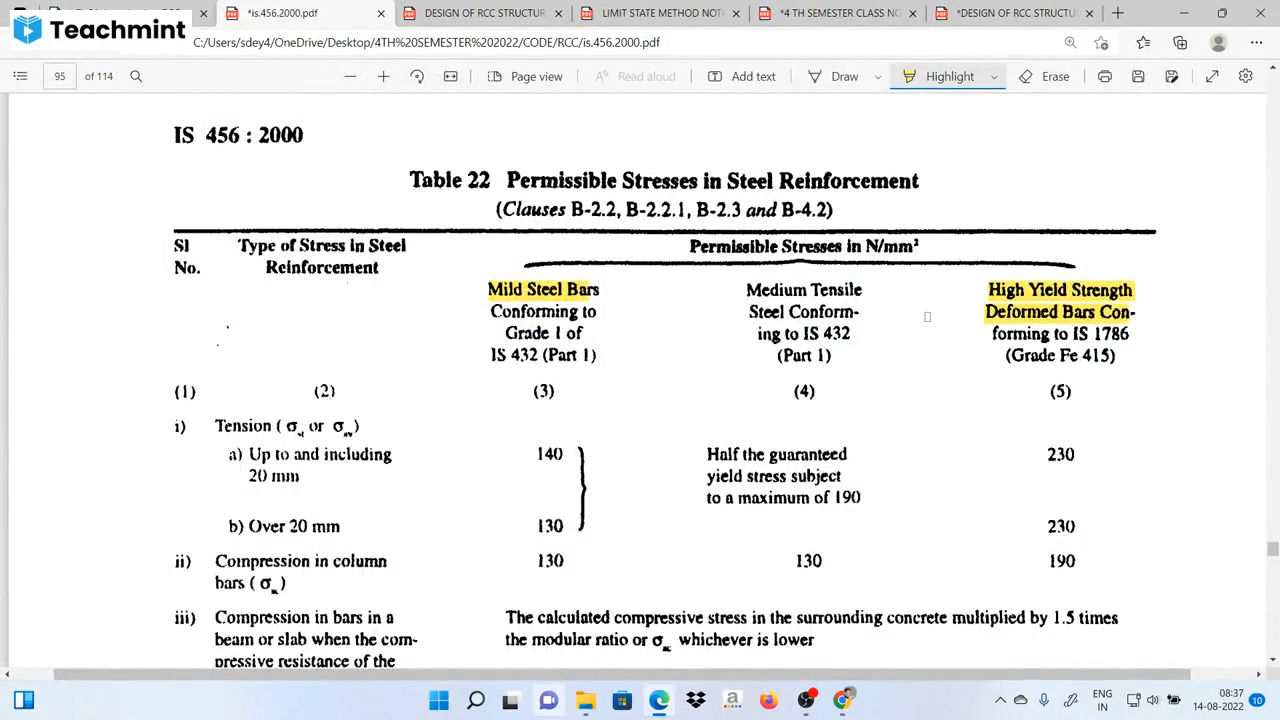 *is.456.2000.pdf
DESIGN OF RCC STRUCTUR
LIMIT STATE METHOD NOT
*4 TH SEMESTER LESSONS NO
*DESIGN OF RCC STRUCTUR
Teachmint
C:/Users/sdey4/OneDrive/Desktop/4TH%20SEMESTER%202022/CODE/RCC/is.456.2000.pdf
95 of 114
Page view
Read aloud
Add text
Draw
Highlight
Erase
IS 456 : 2000
Table 22 Permissible Stresses in Steel Reinforcement
(Clauses B-2.2, B-2.2.1, B-2.3 and B-4.2)
Sl Type of Stress in Steel Permissible Stresses in N/mm²
No. Reinforcement
Mild Steel Bars Medium Tensile High Yield Strength
Conforming to Steel Conform- Deformed Bars Con-
Grade 1 of ing to IS 432 forming to IS 1786
IS 432 (Part 1) (Part 1) (Grade Fe 415)
(1) (2) (3) (4) (5)
i) Tension ( σst or σsv)
a) Up to and including 140 Half the guaranteed 230
20 mm yield stress subject
to a maximum of 190
b) Over 20 mm 130 230
ii) Compression in column 130 130 190
bars ( σsc)
iii) Compression in bars in a The calculated compressive stress in the surrounding concrete multiplied by 1.5 times
beam or slab when the com- the modular ratio or σsc whichever is lower
pressive resistance of the
ENG
IN
08:37
14-08-2022
10